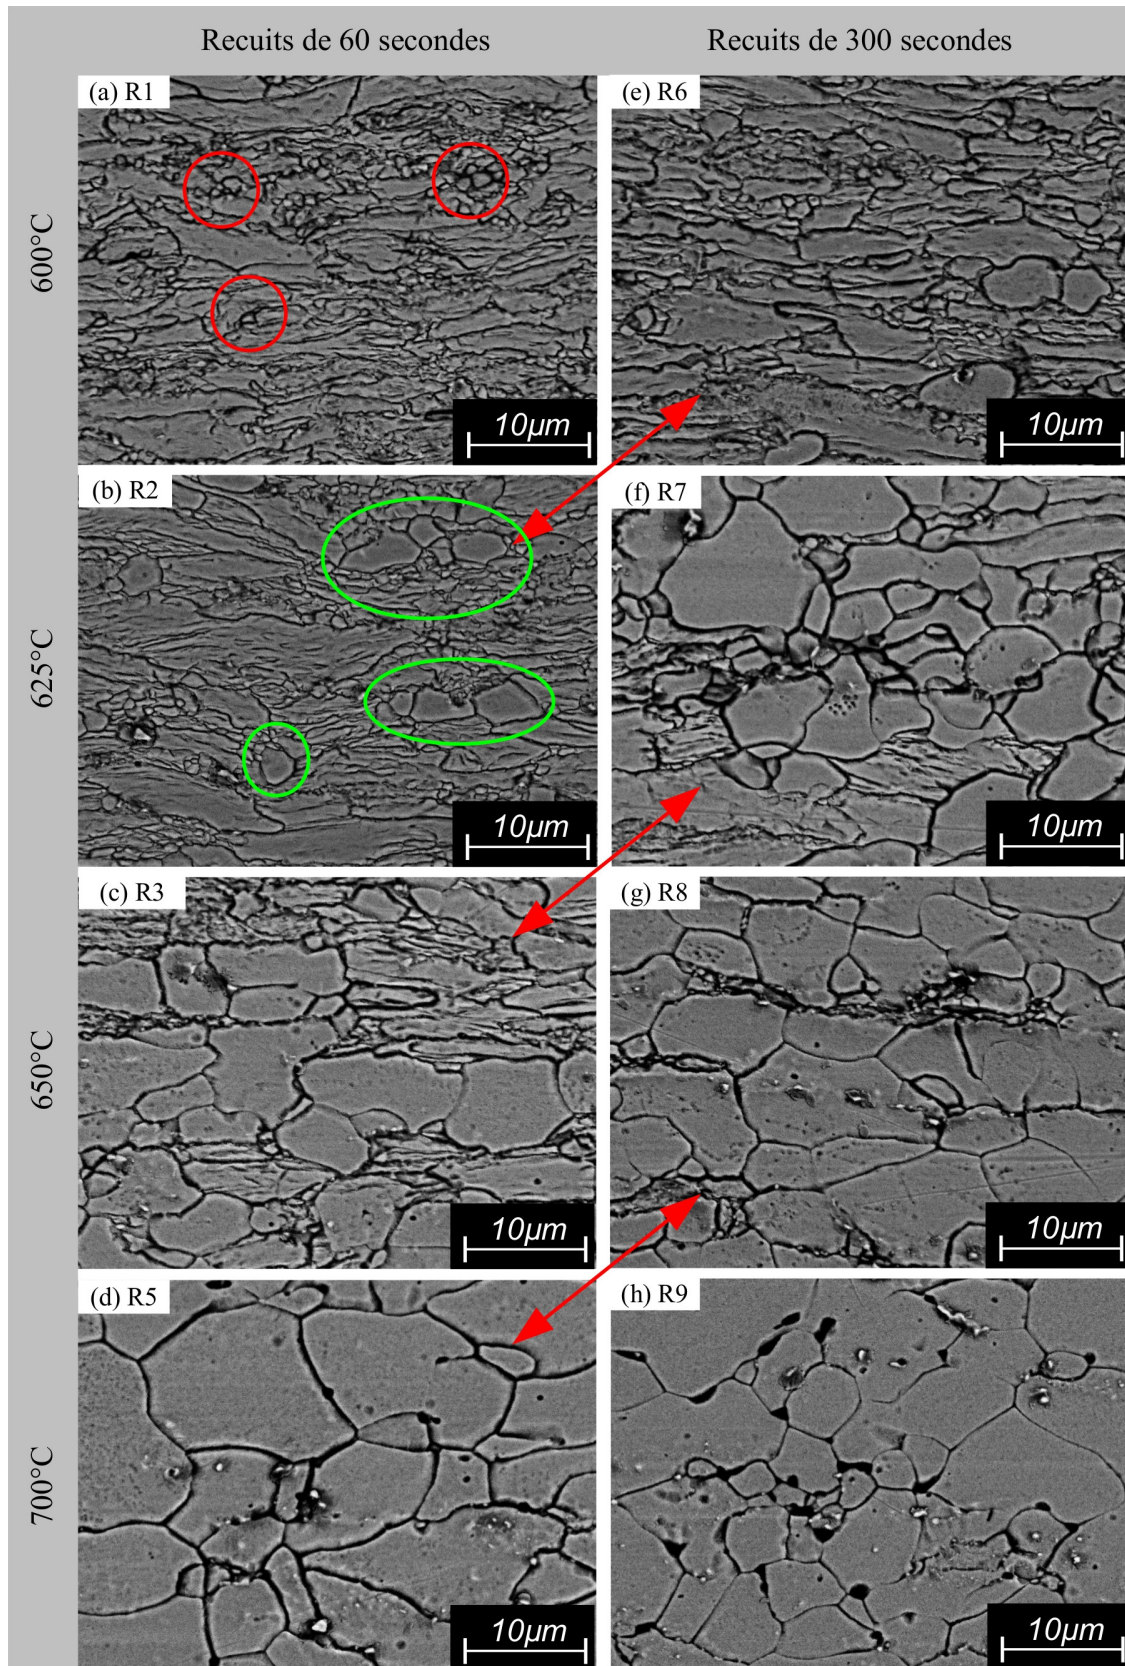 Recuits de 60 secondes
Recuits de 300 secondes
600°C
(a) R1
10µm
(e) R6
10µm
625°C
(b) R2
10µm
(f) R7
10µm
650°C
(c) R3
10µm
(g) R8
10µm
700°C
(d) R5
10µm
(h) R9
10µm